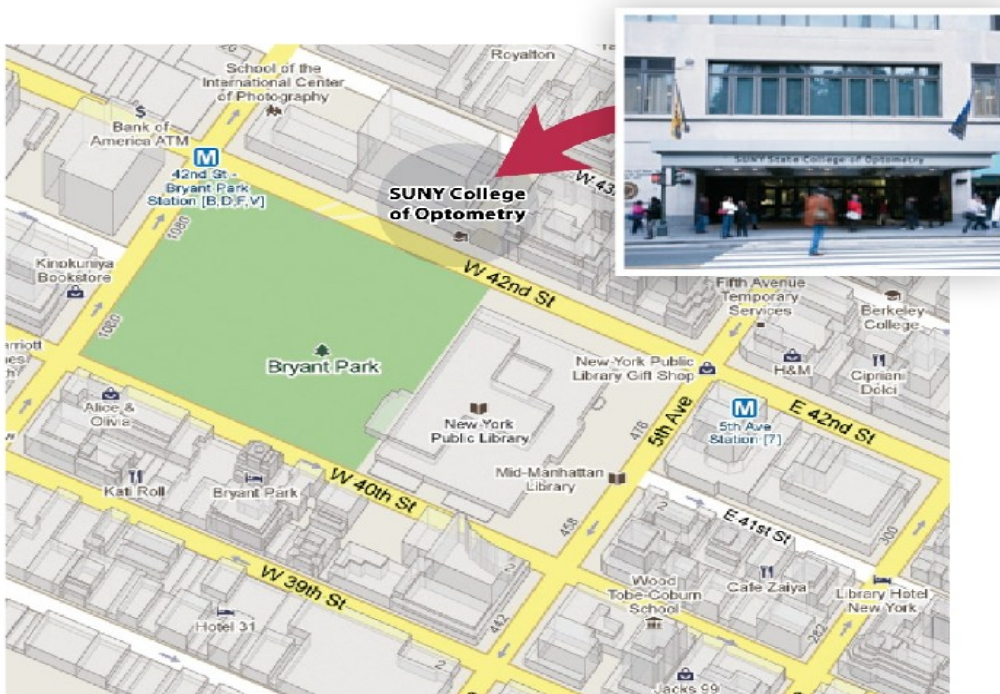 Royalton
School of the
International Center
of Photography
$
Bank of
America ATM
M
42nd St -
Bryant Park
Station [B,D,F,V]
SUNY College
of Optometry
SUNY State College of Optometry
1080
Kinokuniya
Bookstore
1060
W 42nd St
Fifth Avenue
Temporary
Services
Berkeley
College
Bryant Park
New-York Public
Library Gift Shop
H&M
Cipriani
Dolci
Alice &
Olivia
New-York
Public Library
476
5th Ave
M
5th Ave
Station [7]
E 42nd St
Kati Roll
Bryant Park
W 40th St
Mid-Manhattan
Library
458
2
E 41st St
300
W 39th St
2
Wood
Tobe-Coburn
School
Cafe Zaiya
Library Hotel
New York
Hotel 31
442
2
282
Jacks 99